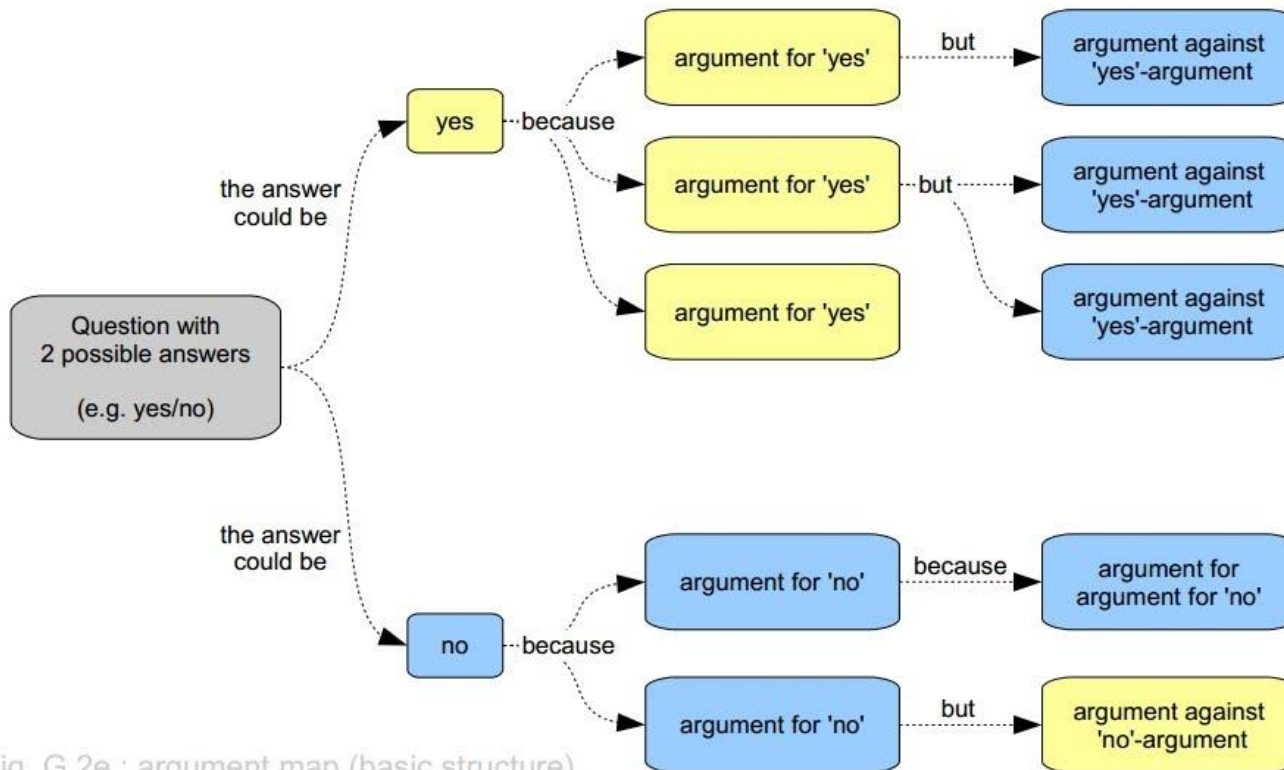 Question with
2 possible answers
(e.g. yes/no)
the answer
could be
yes
because
argument for 'yes'
but
argument against
'yes'-argument
argument for 'yes'
but
argument against
'yes'-argument
argument against
'yes'-argument
argument for 'yes'
the answer
could be
no
because
argument for 'no'
because
argument for
argument for 'no'
argument for 'no'
but
argument against
'no'-argument
ig. G.2e : argument map (basic structure)